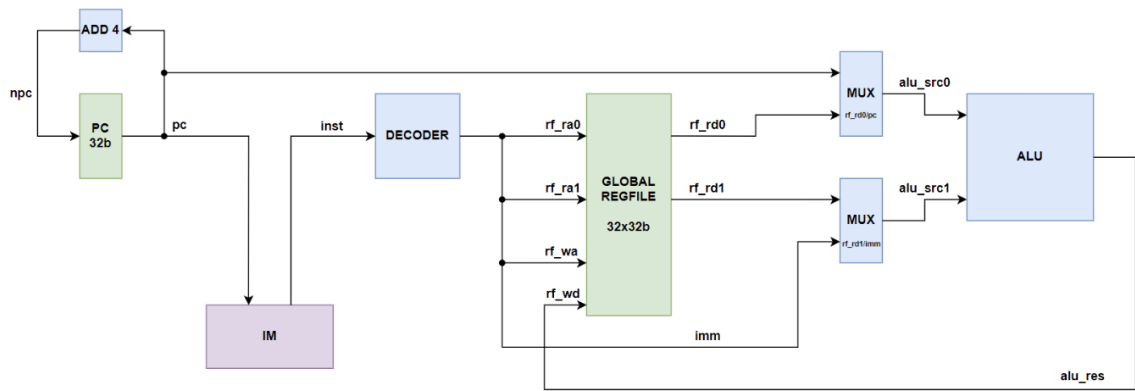 ADD 4
npc
PC
32b
pc
inst
DECODER
IM
rf_ra0
rf_ra1
rf_wa
rf_wd
GLOBAL
REGFILE
32x32b
rf_rd0
rf_rd1
imm
MUX
rf_rd0/pc
MUX
rf_rd1/imm
alu_src0
alu_src1
ALU
alu_res